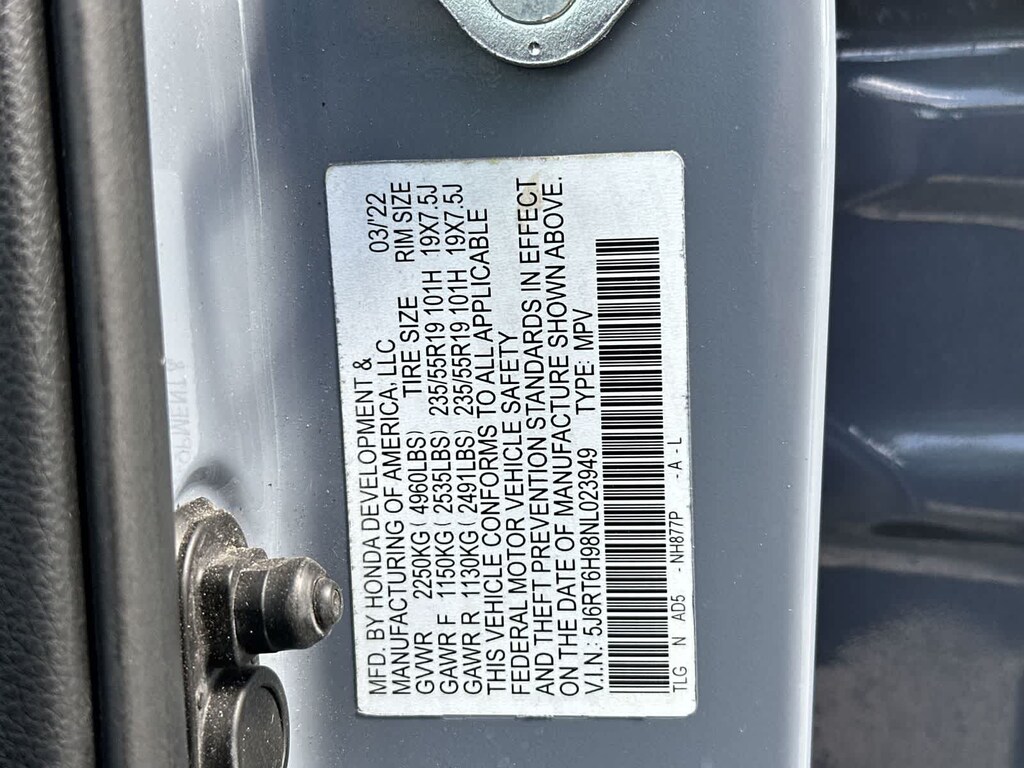 MFD. BY HONDA DEVELOPMENT &
MANUFACTURING OF AMERICA, LLC 03/'22
TIRE SIZE RIM SIZE
GVWR 2250KG ( 4960LBS)
GAWR F 1150KG ( 2535LBS) 235/55R19 101H 19X7.5J
GAWR R 1130KG ( 2491LBS) 235/55R19 101H 19X7.5J
THIS VEHICLE CONFORMS TO ALL APPLICABLE
FEDERAL MOTOR VEHICLE SAFETY
AND THEFT PREVENTION STANDARDS IN EFFECT
ON THE DATE OF MANUFACTURE SHOWN ABOVE.
V.I.N.: 5J6RT6H98NL023949 TYPE: MPV
TLG N AD5 -NH877P -A-L